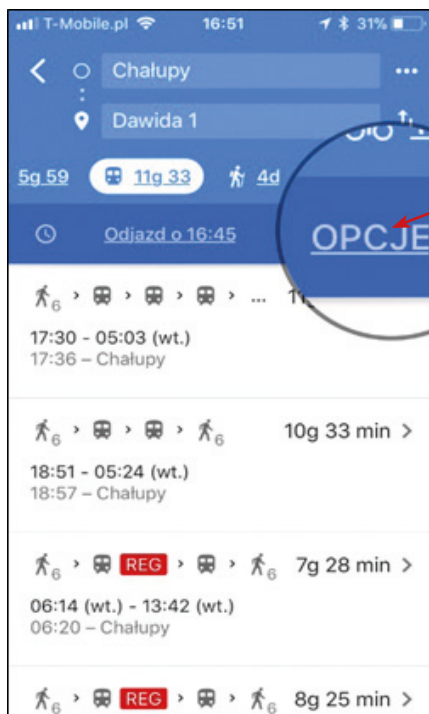 T-Mobile.pl 16:51 31%
Chałupy
Dawida 1
5g 59 11g 33 4d
Odjazd o 16:45 OPCJE
6 ...
17:30 - 05:03 (wt.)
17:36 – Chałupy
6 6 10g 33 min
18:51 - 05:24 (wt.)
18:57 – Chałupy
6 REG 6 7g 28 min
06:14 (wt.) - 13:42 (wt.)
06:20 – Chałupy
6 REG 6 8g 25 min